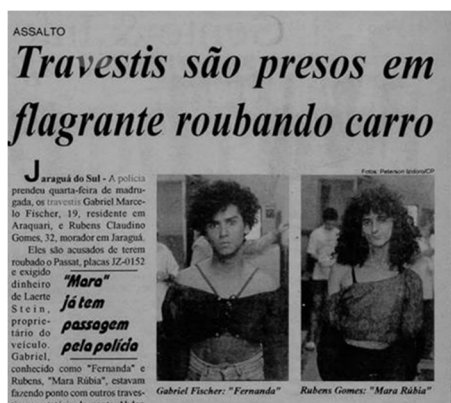 ASSALTO
Travestis são presos em
flagrante roubando carro
Fotos: Peterson Izidoro/CP
Jaraguá do Sul - A polícia
prendeu quarta-feira de madru-
gada, os travestis Gabriel Marce-
lo Fischer, 19, residente em
Araquari, e Rubens Claudino
Gomes, 32, morador em Jaraguá.
Eles são acusados de terem
roubado o Passat, placas JZ-0152
e exigido
dinheiro
de Laerte
Stein,
proprie-
tário do
veículo.
Gabriel,
"Mara"
já tem
passagem
pela polícia
conhecido como "Fernanda" e
Rubens, "Mara Rúbia", estavam
fazendo ponto com outros traves-
Gabriel Fischer: "Fernanda"
Rubens Gomes: "Mara Rúbia"